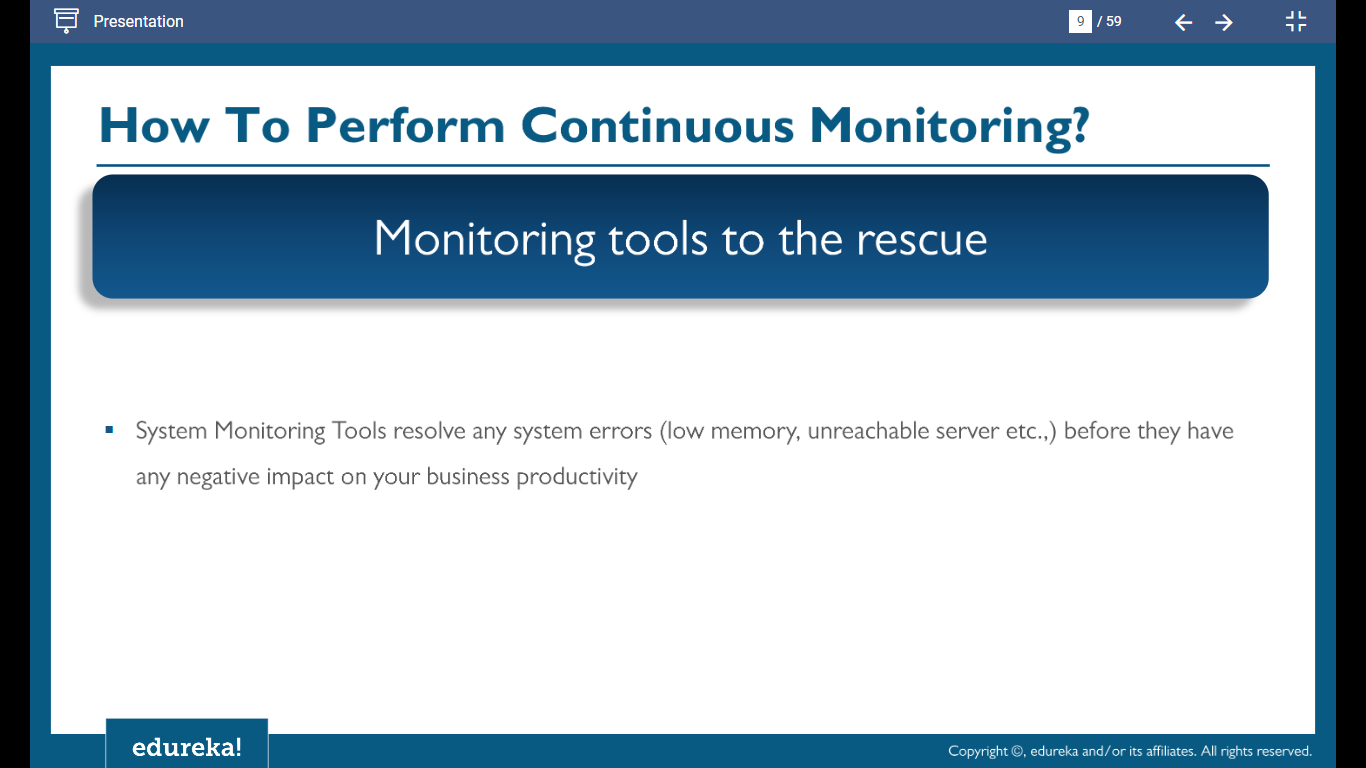 Presentation
9 / 59
How To Perform Continuous Monitoring?
Monitoring tools to the rescue
▪ System Monitoring Tools resolve any system errors (low memory, unreachable server etc.,) before they have
any negative impact on your business productivity
edureka!
Copyright ©, edureka and/or its affiliates. All rights reserved.